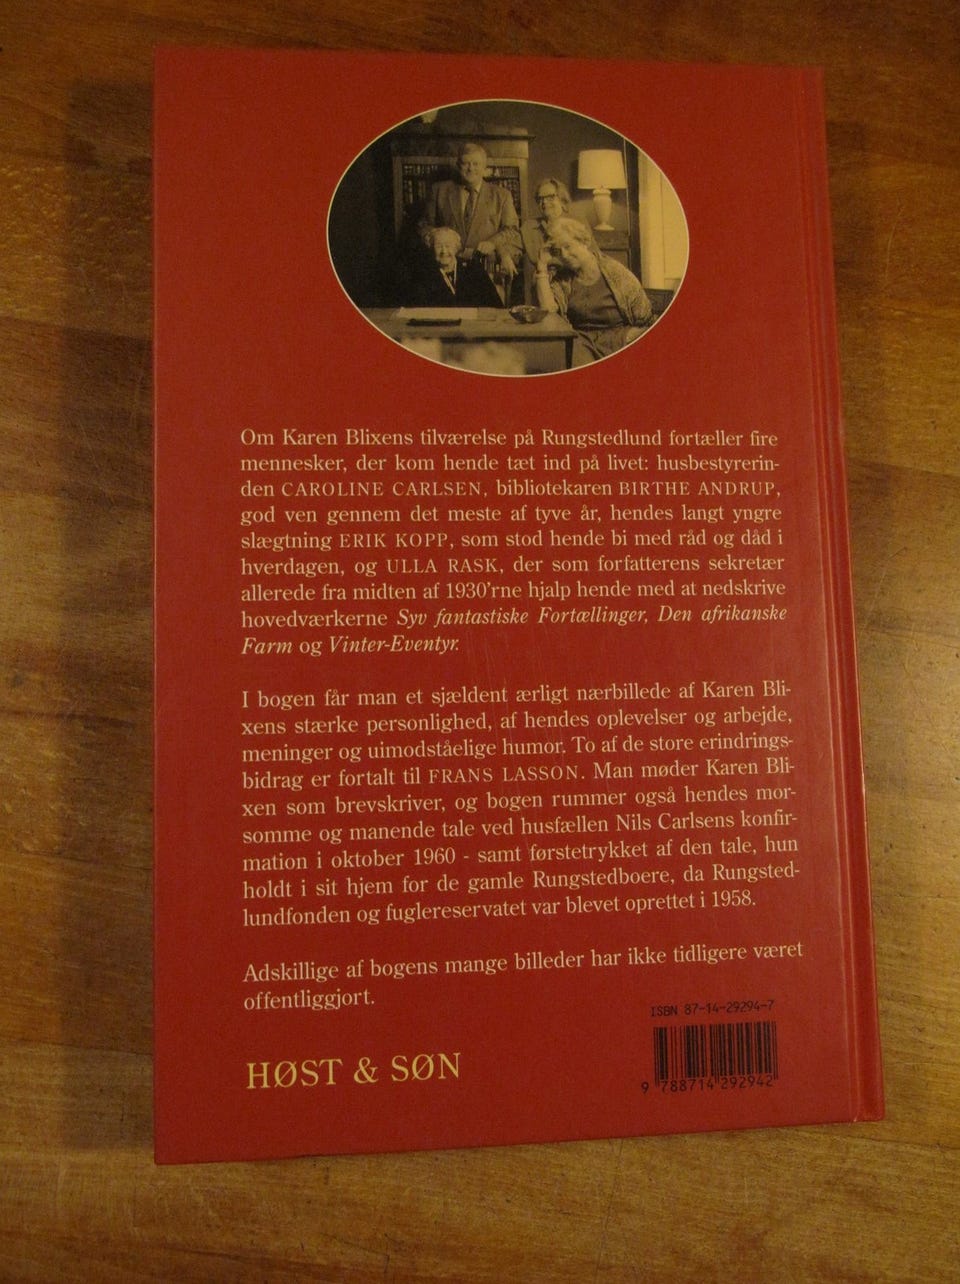 Om Karen Blixens tilværelse på Rungstedlund fortæller fire
mennesker, der kom hende tæt ind på livet: husbestyrerin-
den CAROLINE CARLSEN, bibliotekaren BIRTHE ANDRUP,
god ven gennem det meste af tyve år, hendes langt yngre
slægtning ERIK KOPP, som stod hende bi med råd og dåd i
hverdagen, og ULLA RASK, der som forfatterens sekretær
allerede fra midten af 1930'rne hjalp hende med at nedskrive
hovedværkerne Syv fantastiske Fortællinger, Den afrikanske
Farm og Vinter-Eventyr.
I bogen får man et sjældent ærligt nærbillede af Karen Bli-
xens stærke personlighed, af hendes oplevelser og arbejde,
meninger og uimodståelige humor. To af de store erindrings-
bidrag er fortalt til FRANS LASSON. Man møder Karen Bli-
xen som brevskriver, og bogen rummer også hendes mor-
somme og manende tale ved husfællen Nils Carlsens konfir-
mation i oktober 1960 - samt førstetrykket af den tale, hun
holdt i sit hjem for de gamle Rungstedboere, da Rungsted-
lundfonden og fuglereservatet var blevet oprettet i 1958.
Adskillige af bogens mange billeder har ikke tidligere været
offentliggjort.
ISBN 87-14-29294-7
HØST & SØN
9 788714 292942